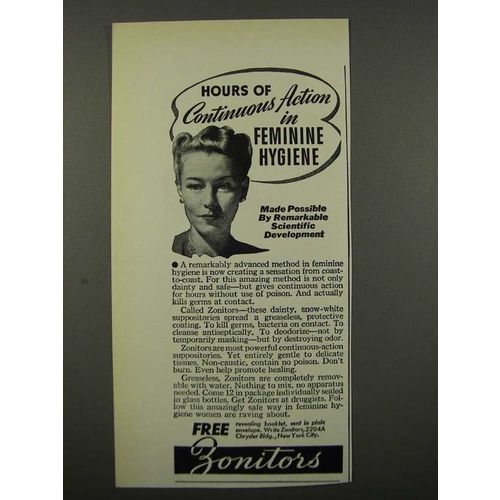 HOURS OF
Continuous Action
in
FEMININE
HYGIENE
Made Possible
By Remarkable
Scientific
Development
● A remarkably advanced method in feminine
hygiene is now creating a sensation from coast-
to-coast. For this amazing method is not only
dainty and safe—but gives continuous action
for hours without use of poison. And actually
kills germs at contact.
Called Zonitors—these dainty, snow-white
suppositories spread a greaseless, protective
coating. To kill germs, bacteria on contact. To
cleanse antiseptically. To deodorize—not by
temporarily masking—but by destroying odor.
Zonitors are most powerful continuous-action
suppositories. Yet entirely gentle to delicate
tissues. Non-caustic, contain no poison. Don't
burn. Even help promote healing.
Greaseless, Zonitors are completely remov-
able with water. Nothing to mix, no apparatus
needed. Come 12 in package individually sealed
in glass bottles. Get Zonitors at druggists. Fol-
low this amazingly safe way in feminine hy-
giene women are raving about.
FREE revealing booklet, sent in plain
envelope. Write Zonitors, 2204A
Chrysler Bldg., New York City.
Zonitors